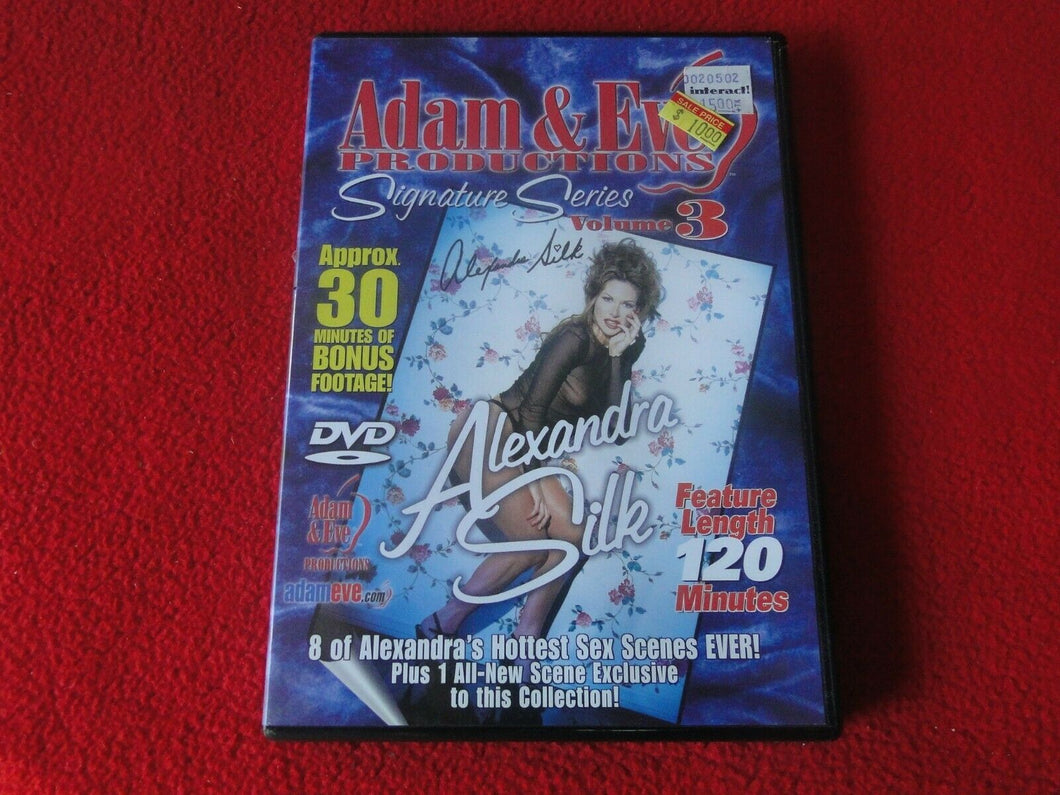 Adam & Eve
PRODUCTIONS
Signature Series
Volume 3
0020502
interact!
1500
SALE PRICE
$ 10.00
Alexandra Silk
Approx.
30
MINUTES OF
BONUS
FOOTAGE!
DVD
Alexandra
Silk
Adam
& Eve
PRODUCTIONS
adameve.com
Feature
Length
120
Minutes
8 of Alexandra's Hottest Sex Scenes EVER!
Plus 1 All-New Scene Exclusive
to this Collection!